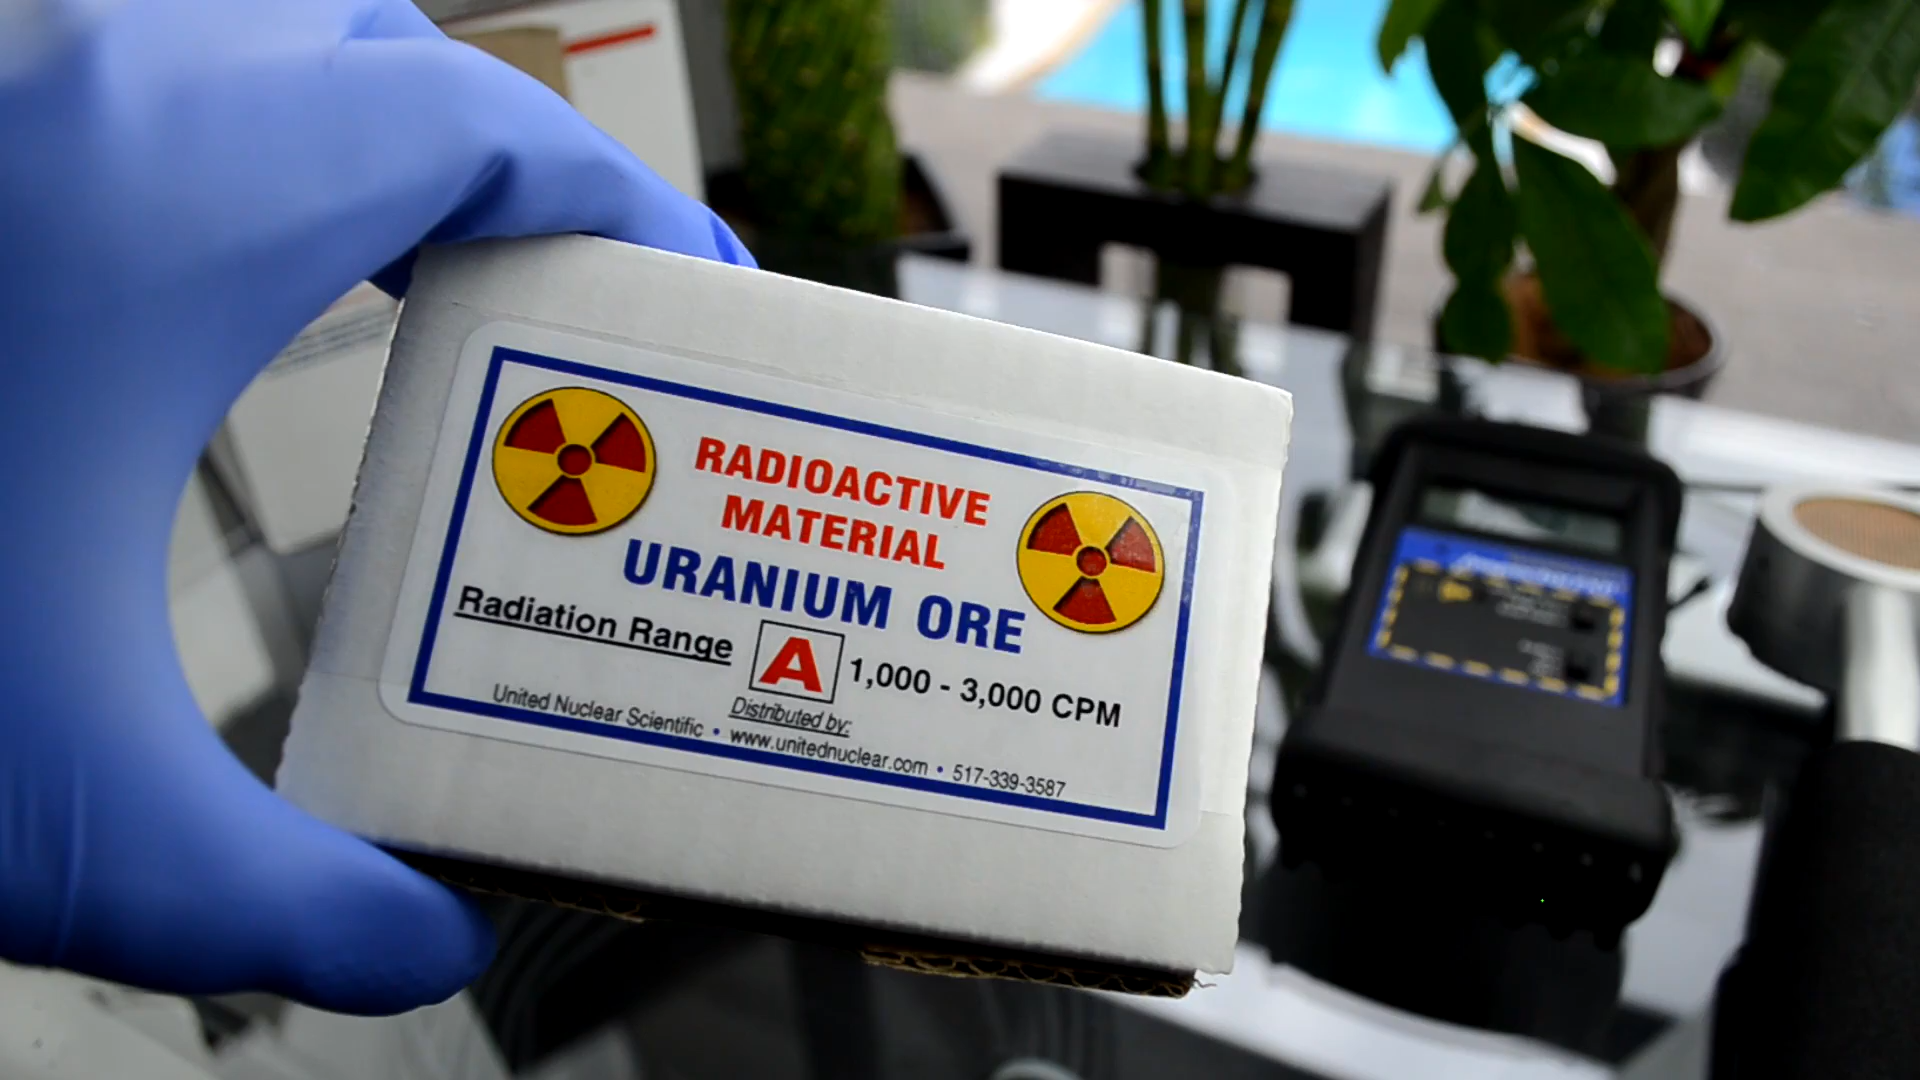 RADIOACTIVE
MATERIAL
URANIUM ORE
Radiation Range A 1,000 - 3,000 CPM
Distributed by:
United Nuclear Scientific • www.unitednuclear.com • 517-339-3587